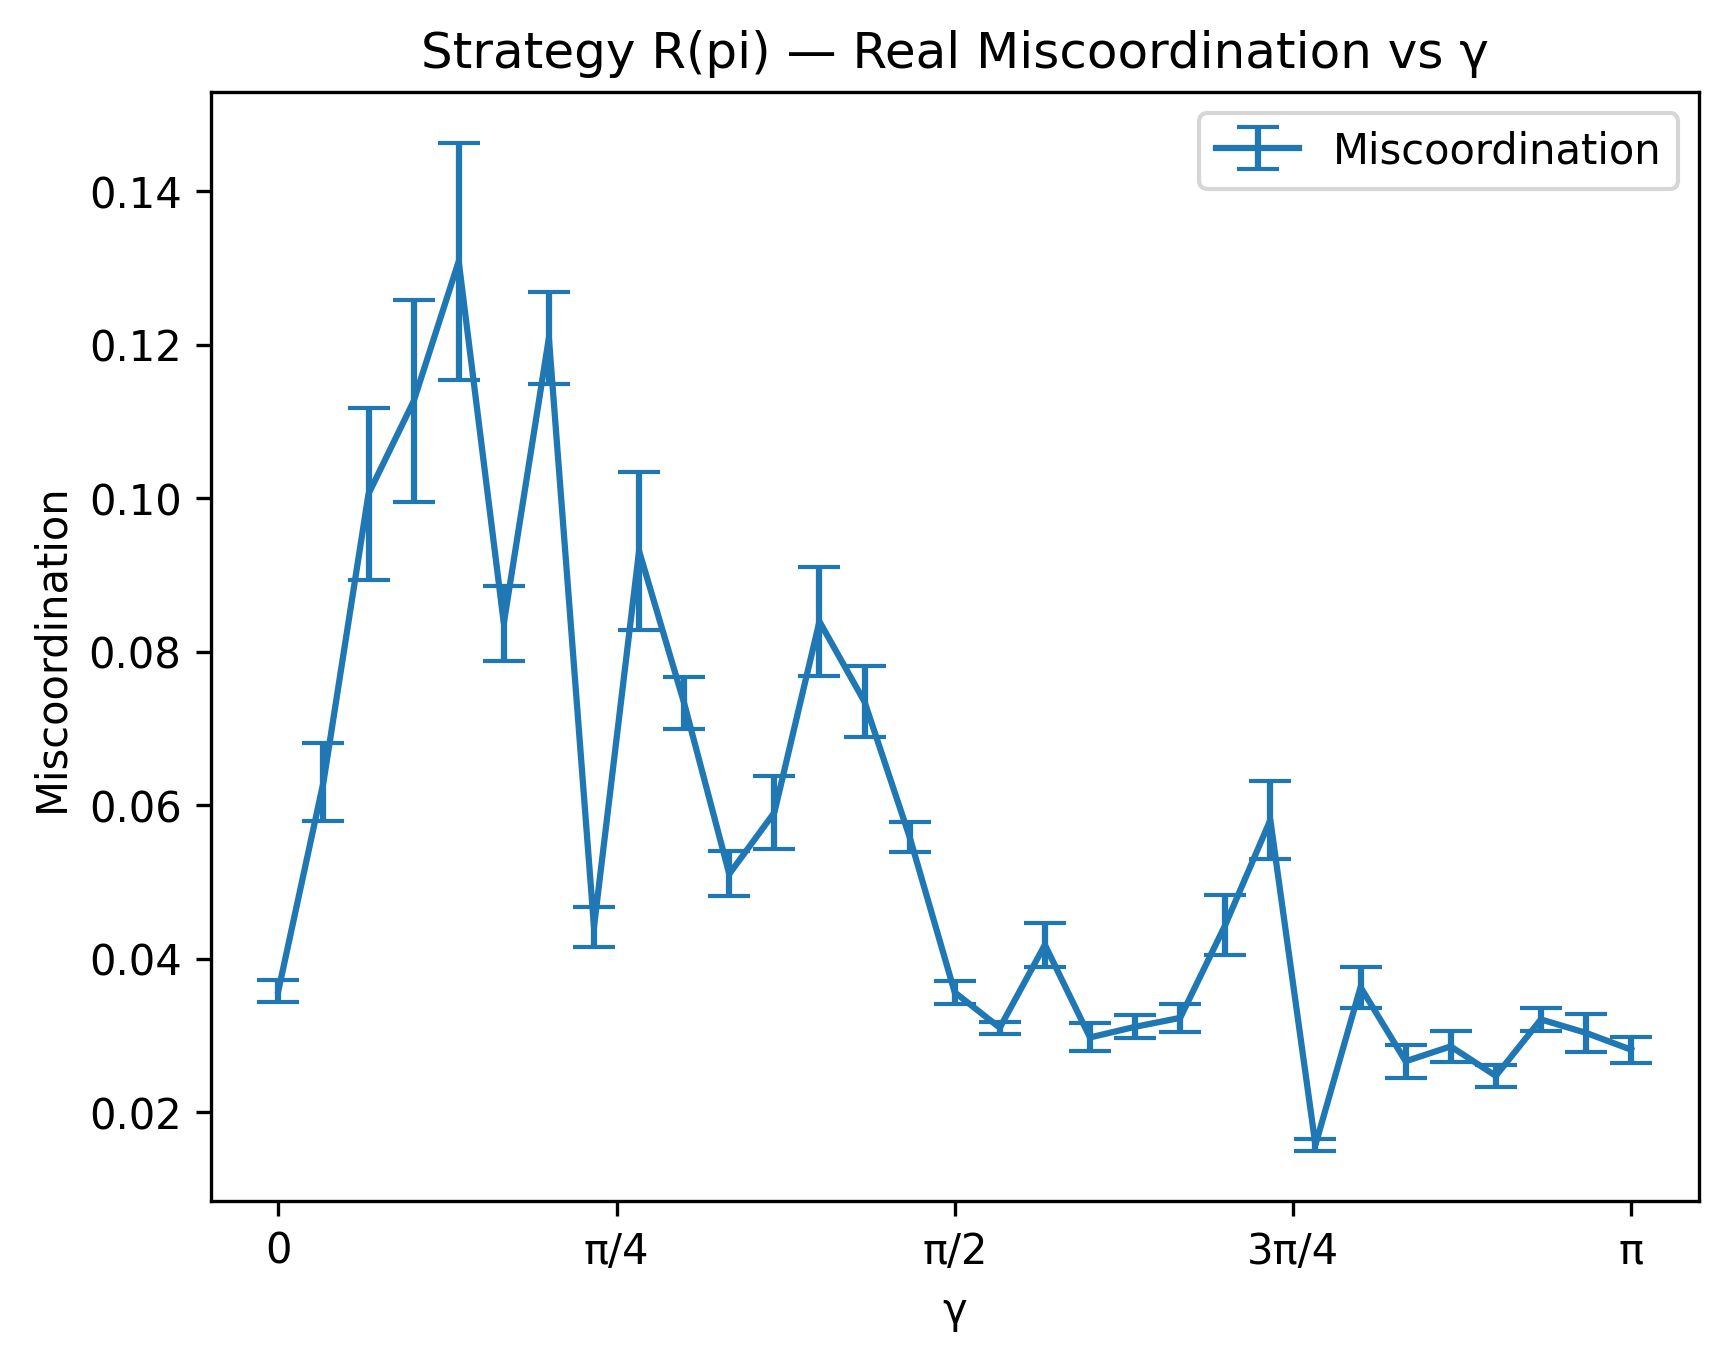 Strategy R(pi) — Real Miscoordination vs γ
Miscoordination
Miscoordination
0.14
0.12
0.10
0.08
0.06
0.04
0.02
0 π/4 π/2 3π/4 π
γ